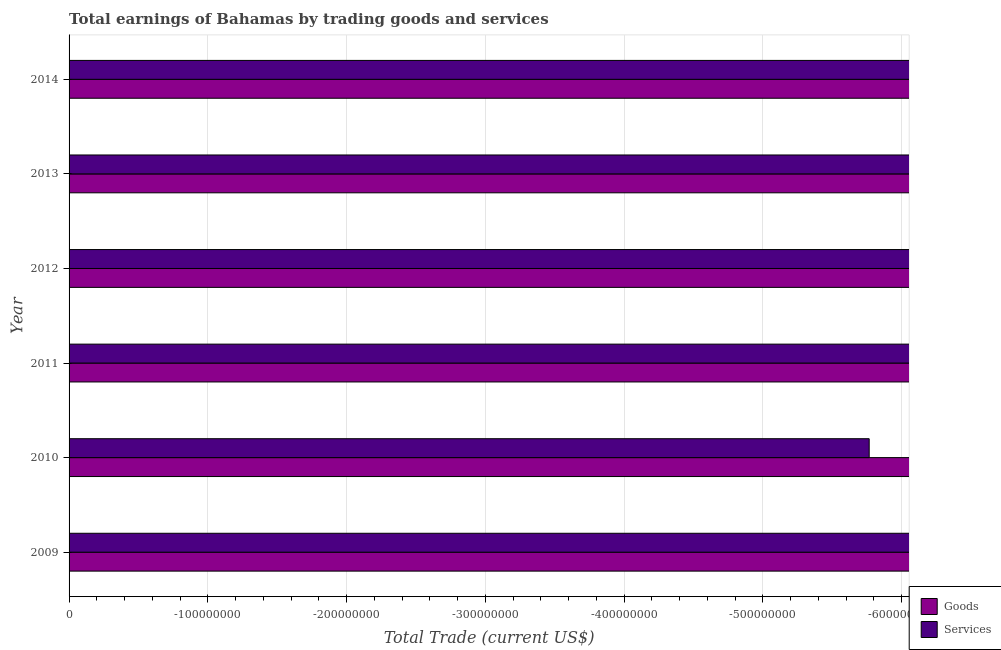 Total earnings of Bahamas by trading goods and services
2014
2013
2012
2011
2010
2009
Year
0
-100000000
-200000000
-300000000
-400000000
-500000000
Total Trade (current US$)
Goods
Services